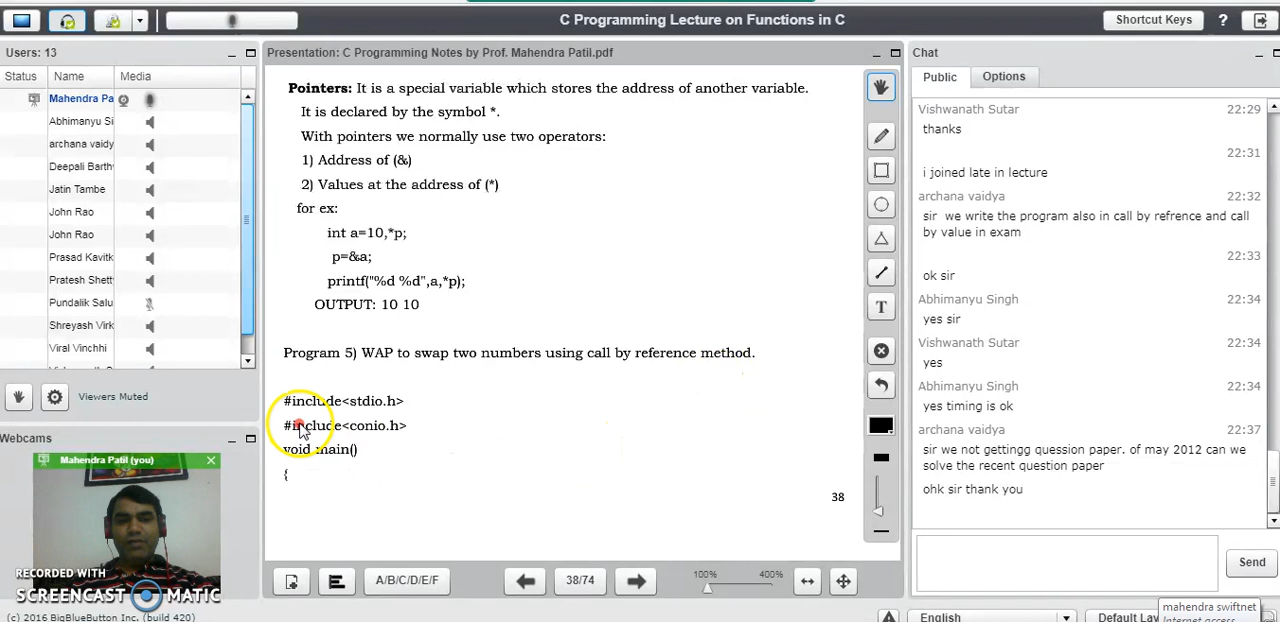 C Programming Lecture on Functions in C
Shortcut Keys
?
Users: 13
Status Name Media
Mahendra Pa
Abhimanyu Si
archana vaidy
Deepali Barth
Jatin Tambe
John Rao
John Rao
Prasad Kavitk
Pratesh Shett
Pundalik Salu
Shreyash Virk
Viral Vinchhi
Viewers Muted
Webcams
Mahendra Patil (you)
RECORDED WITH
SCREENCAST MATIC
(c) 2016 BigBlueButton Inc. (build 420)
Presentation: C Programming Notes by Prof. Mahendra Patil.pdf
Pointers: It is a special variable which stores the address of another variable.
It is declared by the symbol *.
With pointers we normally use two operators:
1) Address of (&)
2) Values at the address of (*)
for ex:
int a=10,*p;
p=&a;
printf("%d %d",a,*p);
OUTPUT: 10 10
Program 5) WAP to swap two numbers using call by reference method.
#include<stdio.h>
#include<conio.h>
void main()
{
38
T
A/B/C/D/E/F
38/74
100% 400%
Chat
Public Options
Vishwanath Sutar 22:29
thanks
22:31
i joined late in lecture
archana vaidya 22:32
sir we write the program also in call by refrence and call
by value in exam
22:33
ok sir
Abhimanyu Singh 22:34
yes sir
Vishwanath Sutar 22:34
yes
Abhimanyu Singh 22:34
yes timing is ok
archana vaidya 22:37
sir we not gettingg quession paper. of may 2012 can we
solve the recent question paper
ohk sir thank you
Send
mahendra swiftnet
Internet access
English
Default Lay